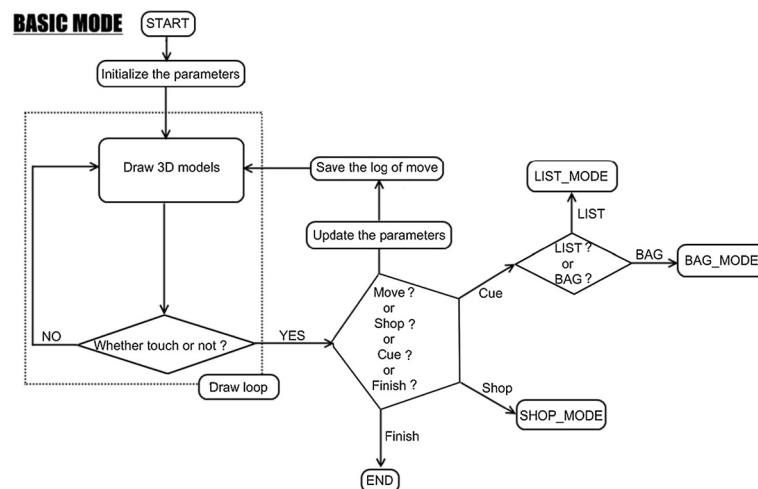 BASIC MODE
START
Initialize the parameters
Draw 3D models
Save the log of move
Update the parameters
LIST_MODE
LIST
LIST ?
or
BAG ?
BAG
BAG_MODE
Cue
Move ?
or
Shop ?
or
Cue ?
or
Finish ?
NO
Whether touch or not ?
YES
Draw loop
Shop
SHOP_MODE
Finish
END